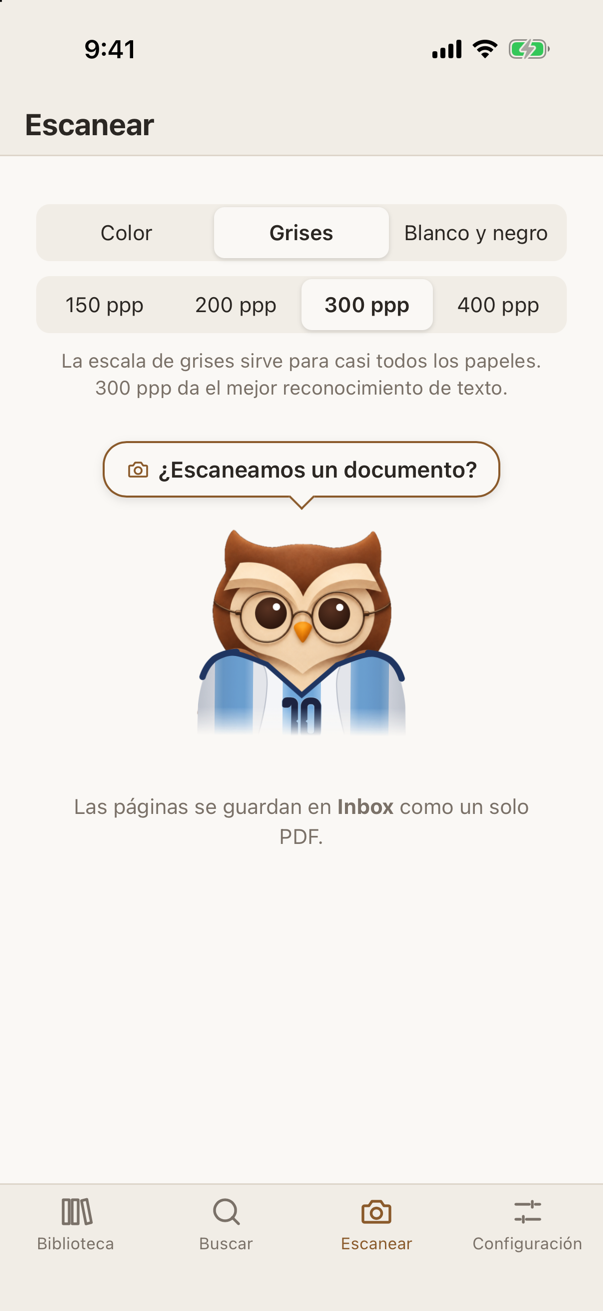 9:41
Escanear
Color
Grises
Blanco y negro
150 ppp
200 ppp
300 ppp
400 ppp
La escala de grises sirve para casi todos los papeles.
300 ppp da el mejor reconocimiento de texto.
¿Escaneamos un documento?
10
Las páginas se guardan en Inbox como un solo
PDF.
Biblioteca
Buscar
Escanear
Configuración